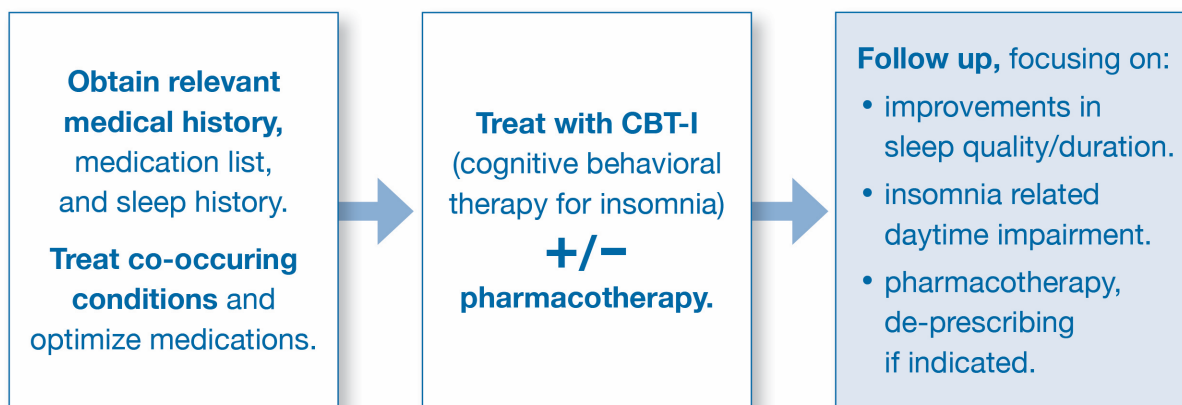 Obtain relevant
medical history,
medication list,
and sleep history.
Treat co-occuring
conditions and
optimize medications.
Treat with CBT-I
(cognitive behavioral
therapy for insomnia)
+/−
pharmacotherapy.
Follow up, focusing on:
• improvements in
sleep quality/duration.
• insomnia related
daytime impairment.
• pharmacotherapy,
de-prescribing
if indicated.